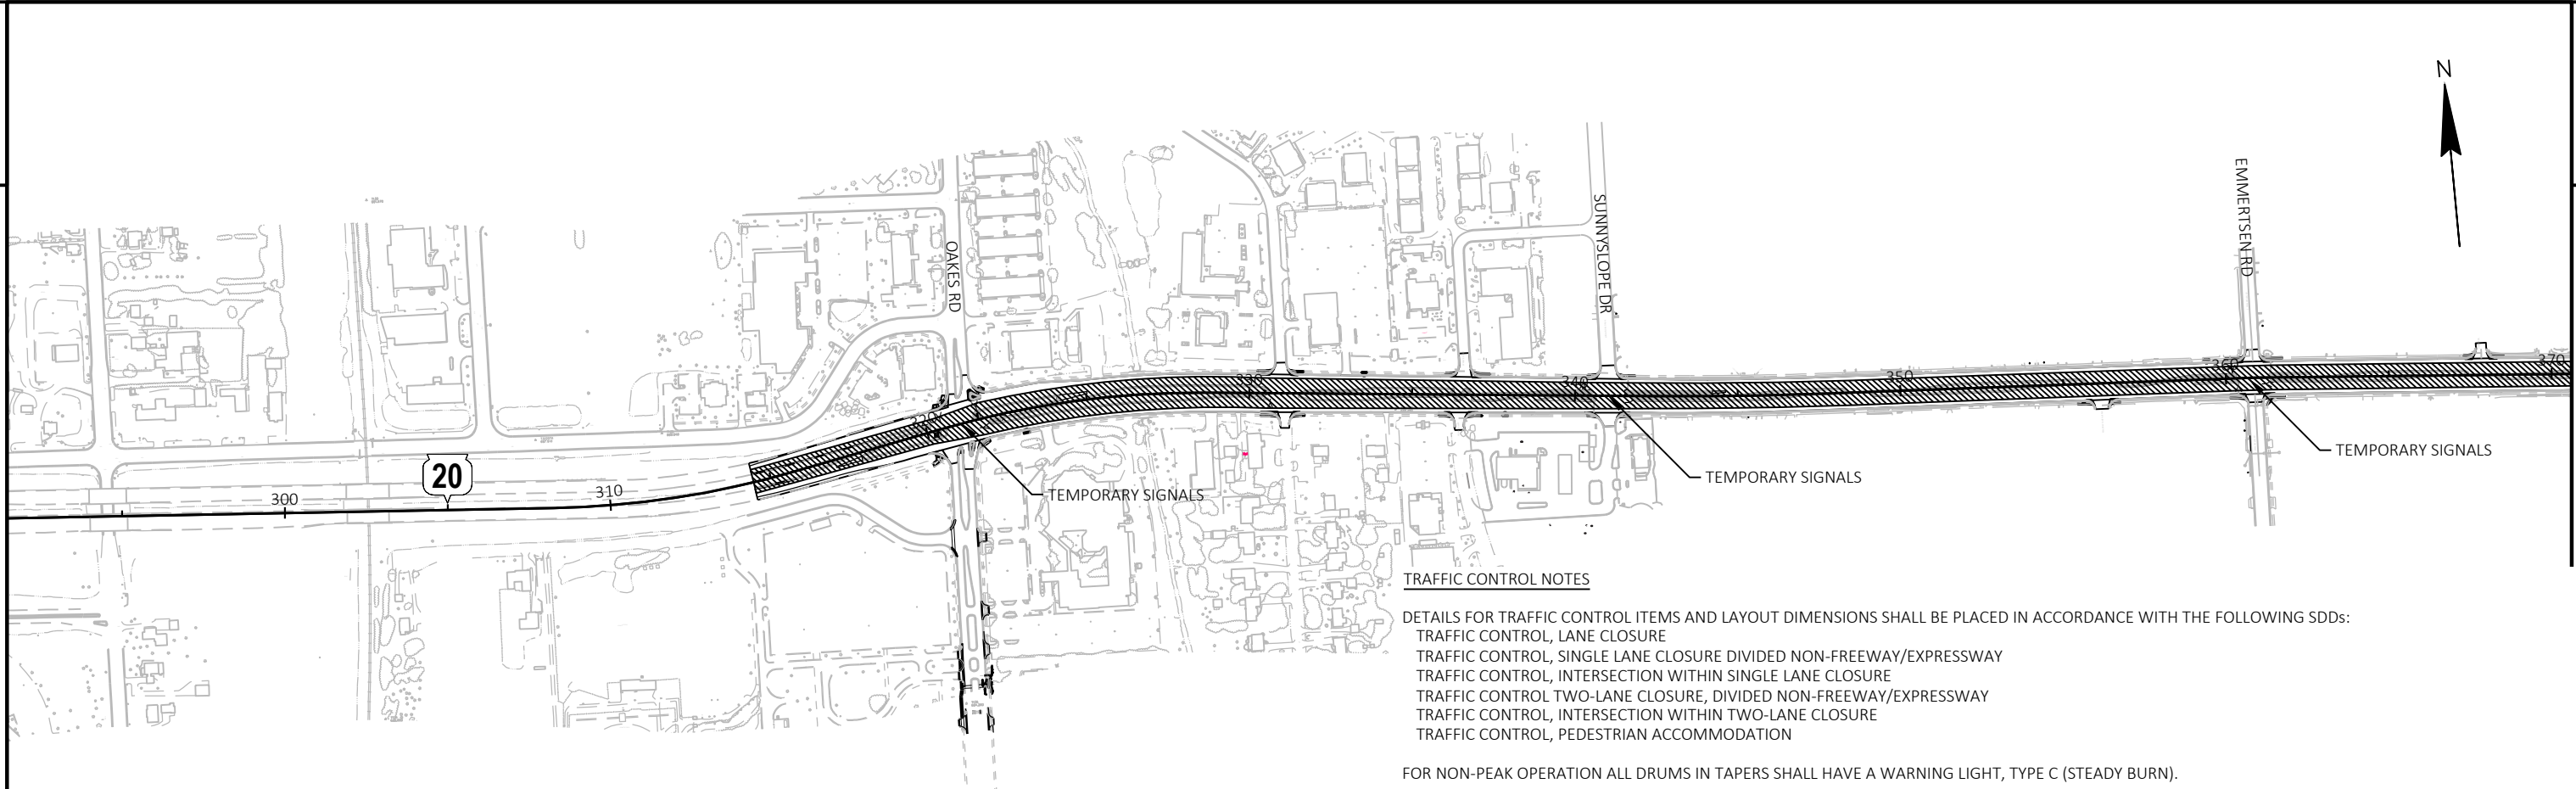 N
EMMERTSEN RD
SUNNYSLOPE DR
OAKES RD
300
20
310
320
330
340
350
360
370
TEMPORARY SIGNALS
TEMPORARY SIGNALS
TEMPORARY SIGNALS
TRAFFIC CONTROL NOTES
DETAILS FOR TRAFFIC CONTROL ITEMS AND LAYOUT DIMENSIONS SHALL BE PLACED IN ACCORDANCE WITH THE FOLLOWING SDDs:
TRAFFIC CONTROL, LANE CLOSURE
TRAFFIC CONTROL, SINGLE LANE CLOSURE DIVIDED NON-FREEWAY/EXPRESSWAY
TRAFFIC CONTROL, INTERSECTION WITHIN SINGLE LANE CLOSURE
TRAFFIC CONTROL TWO-LANE CLOSURE, DIVIDED NON-FREEWAY/EXPRESSWAY
TRAFFIC CONTROL, INTERSECTION WITHIN TWO-LANE CLOSURE
TRAFFIC CONTROL, PEDESTRIAN ACCOMMODATION
FOR NON-PEAK OPERATION ALL DRUMS IN TAPERS SHALL HAVE A WARNING LIGHT, TYPE C (STEADY BURN).